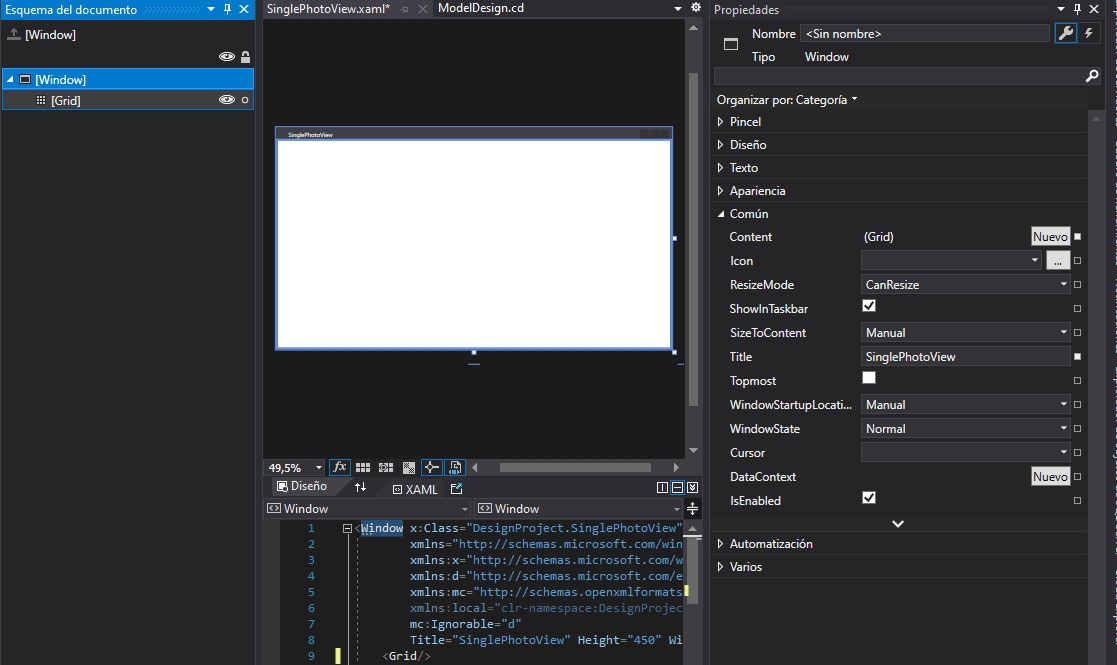 Esquema del documento
[Window]
[Window]
[Grid]
SinglePhotoView.xaml*
ModelDesign.cd
SinglePhotoView
49,5%
fx
Diseño
XAML
Window
Window
1 <Window x:Class="DesignProject.SinglePhotoView"
2 xmlns="http://schemas.microsoft.com/win
3 xmlns:x="http://schemas.microsoft.com/w
4 xmlns:d="http://schemas.microsoft.com/e
5 xmlns:mc="http://schemas.openxmlformats
6 xmlns:local="clr-namespace:DesignProjec
7 mc:Ignorable="d"
8 Title="SinglePhotoView" Height="450" Wi
9 <Grid/>
Propiedades
Nombre <Sin nombre>
Tipo Window
Organizar por: Categoría
Pincel
Diseño
Texto
Apariencia
Común
Content (Grid) Nuevo
Icon ...
ResizeMode CanResize
ShowInTaskbar
SizeToContent Manual
Title SinglePhotoView
Topmost
WindowStartupLocati... Manual
WindowState Normal
Cursor
DataContext Nuevo
IsEnabled
Automatización
Varios